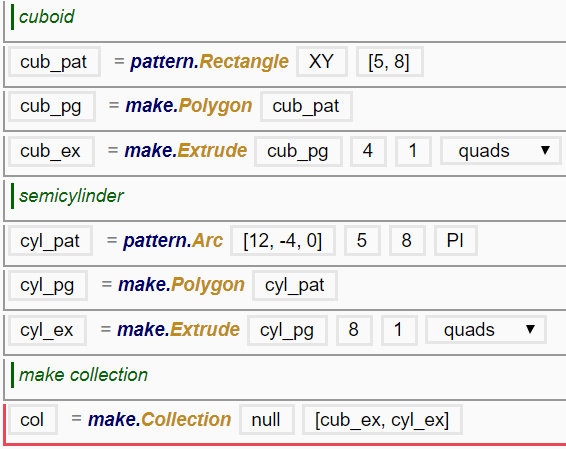 cuboid
cub_pat = pattern.Rectangle XY [5, 8]
cub_pg = make.Polygon cub_pat
cub_ex = make.Extrude cub_pg 4 1 quads
semicylinder
cyl_pat = pattern.Arc [12, -4, 0] 5 8 PI
cyl_pg = make.Polygon cyl_pat
cyl_ex = make.Extrude cyl_pg 8 1 quads
make collection
col = make.Collection null [cub_ex, cyl_ex]